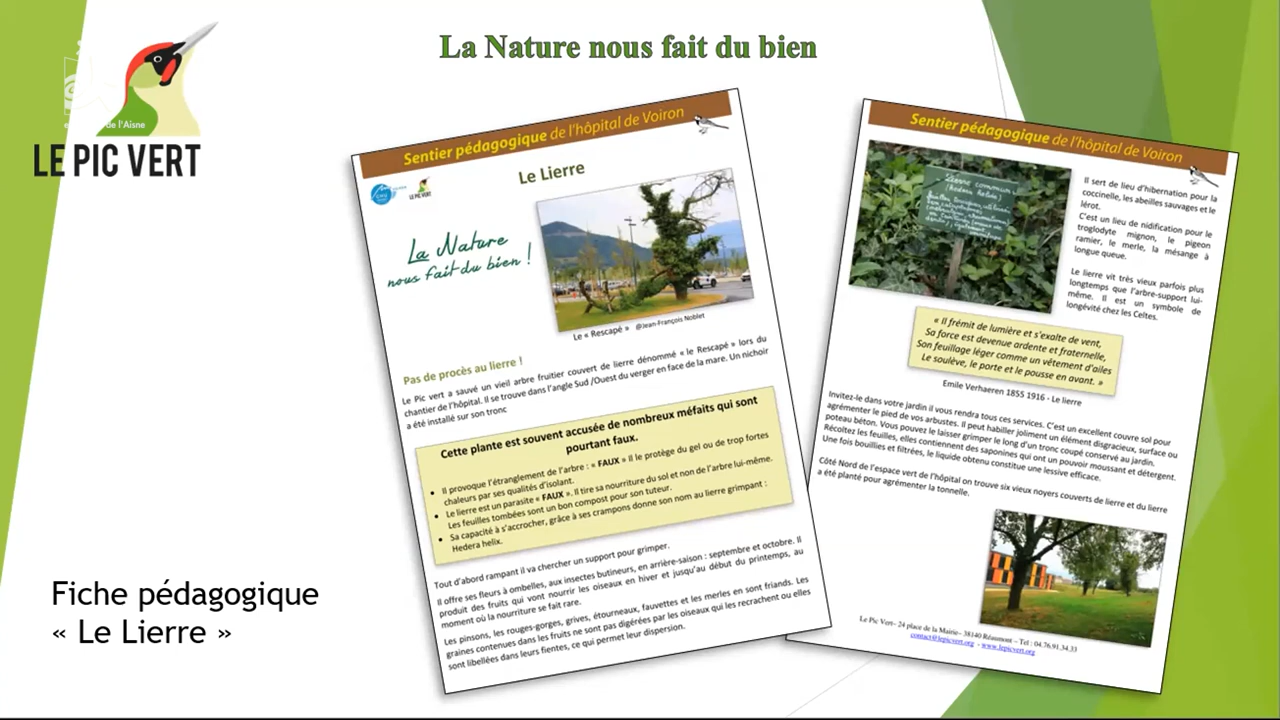 La Nature nous fait du bien
de l'Aisne
LE PIC VERT
Sentier pédagogique de l'hôpital de Voiron
Le Lierre
LE PIC VERT
La Nature
nous fait du bien !
Le « Rescapé » @Jean-François Noblet
Pas de procès au lierre !
Le Pic vert a sauvé un vieil arbre fruitier couvert de lierre dénommé « le Rescapé » lors du
chantier de l'hôpital. Il se trouve dans l'angle Sud /Ouest du verger en face de la mare. Un nichoir
a été installé sur son tronc
Cette plante est souvent accusée de nombreux méfaits qui sont
pourtant faux.
• Il provoque l'étranglement de l'arbre : « FAUX » Il le protège du gel ou de trop fortes
chaleurs par ses qualités d'isolant.
• Le lierre est un parasite « FAUX ». Il tire sa nourriture du sol et non de l'arbre lui-même.
Les feuilles tombées sont un bon compost pour son tuteur.
• Sa capacité à s'accrocher, grâce à ses crampons donne son nom au lierre grimpant :
Hedera helix.
Tout d'abord rampant il va chercher un support pour grimper.
Il offre ses fleurs à ombelles, aux insectes butineurs, en arrière-saison : septembre et octobre. Il
produit des fruits qui vont nourrir les oiseaux en hiver et jusqu'au début du printemps, au
moment où la nourriture se fait rare.
Les pinsons, les rouges-gorges, grives, étourneaux, fauvettes et les merles en sont friands. Les
graines contenues dans les fruits ne sont pas digérées par les oiseaux qui les recrachent ou elles
sont libellées dans leurs fientes, ce qui permet leur dispersion.
Sentier pédagogique de l'hôpital de Voiron
Lierre commun
(hedera helix)
Il sert de lieu d'hibernation pour la
coccinelle, les abeilles sauvages et le
lérot.
C'est un lieu de nidification pour le
troglodyte mignon, le pigeon
ramier, le merle, la mésange à
longue queue.
Le lierre vit très vieux parfois plus
longtemps que l'arbre-support lui-
même. Il est un symbole de
longévité chez les Celtes.
« Il frémit de lumière et s'exalte de vent,
Sa force est devenue ardente et fraternelle,
Son feuillage léger comme un vêtement d'ailes
Le soulève, le porte et le pousse en avant. »
Emile Verhaeren 1855 1916 - Le lierre
Invitez-le dans votre jardin il vous rendra tous ces services. C'est un excellent couvre sol pour
agrémenter le pied de vos arbustes. Il peut habiller joliment un élément disgracieux, surface ou
poteau béton. Vous pouvez le laisser grimper le long d'un tronc coupé conservé au jardin.
Récoltez les feuilles, elles contiennent des saponines qui ont un pouvoir moussant et détergent.
Une fois bouillies et filtrées, le liquide obtenu constitue une lessive efficace.
Côté Nord de l'espace vert de l'hôpital on trouve six vieux noyers couverts de lierre et du lierre
a été planté pour agrémenter la tonnelle.
Le Pic Vert– 24 place de la Mairie– 38140 Réaumont – Tel : 04.76.91.34.33
contact@lepicvert.org - www.lepicvert.org
Fiche pédagogique
« Le Lierre »